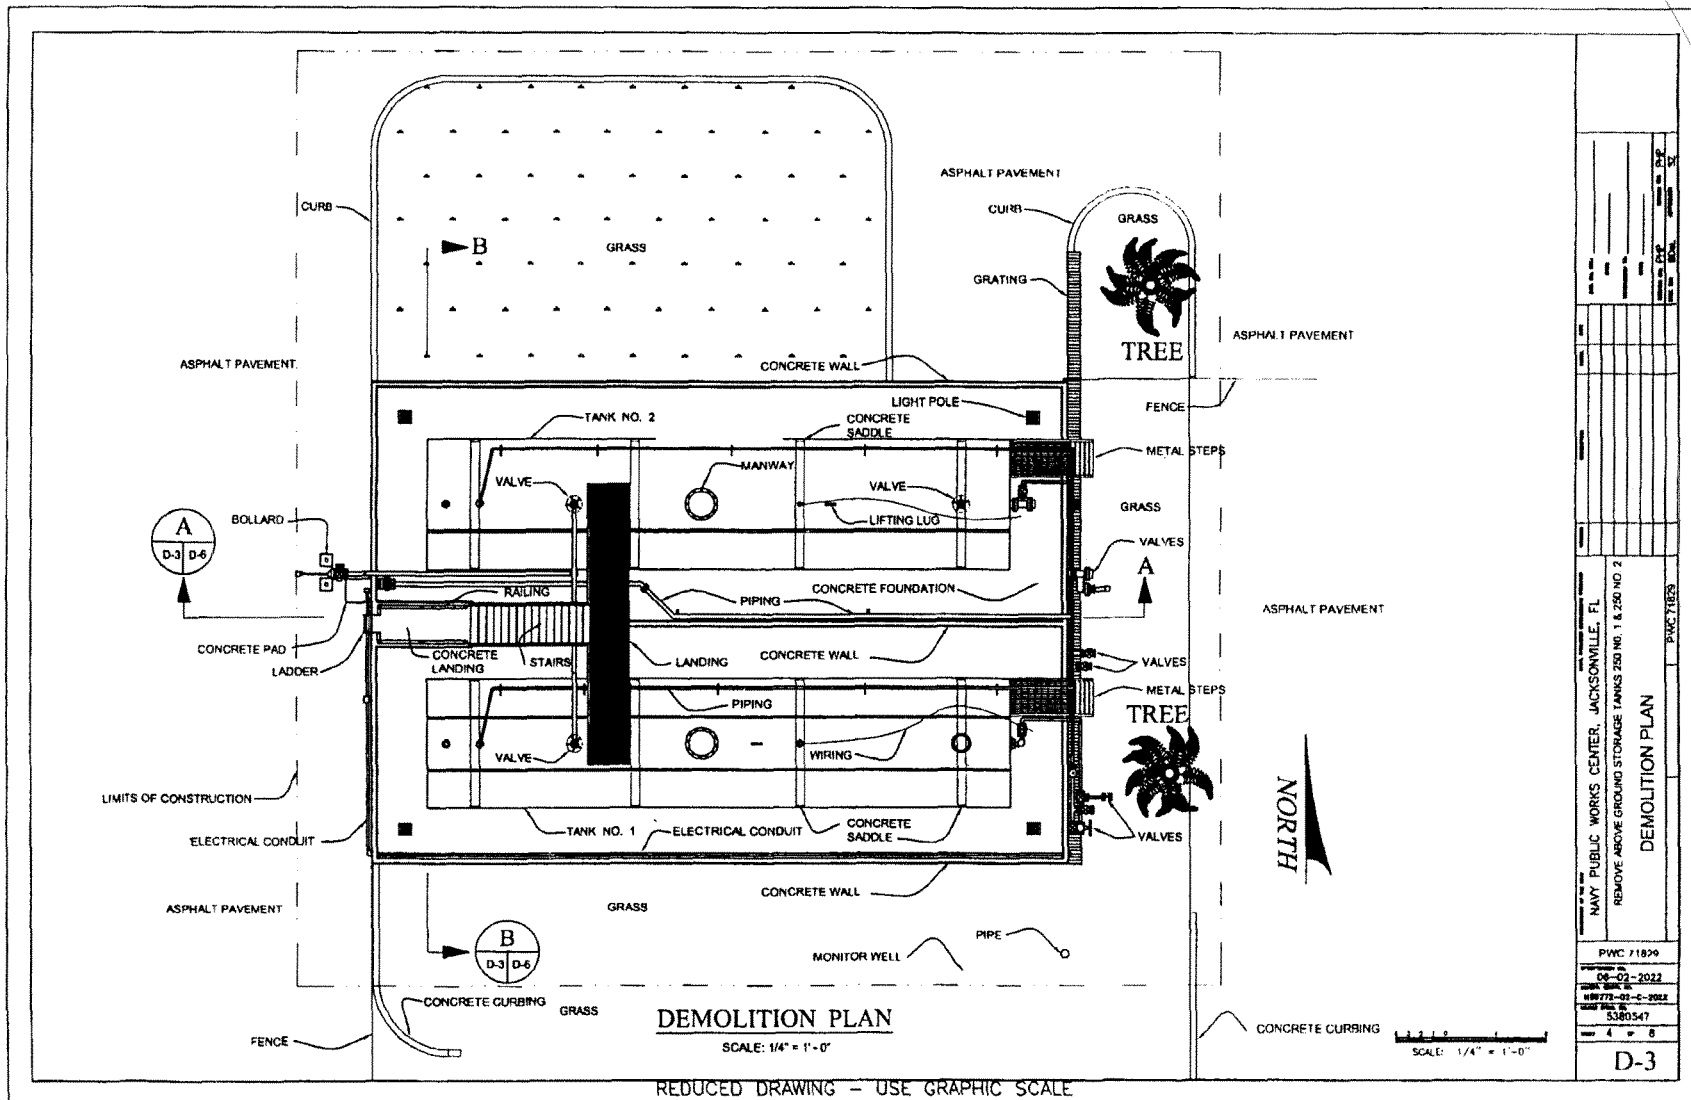 GRASS
ASPHALT PAVEMENT
CURB
CURB
GRASS
B
GRASS
GRATING
TREE
ASPHALT PAVEMENT
ASPHALT PAVEMENT
CONCRETE WALL
LIGHT POLE
FENCE
TANK NO. 2
CONCRETE
SADDLE
METAL STEPS
MANWAY
VALVE
VALVE
LIFTING LUG
GRASS
BOLLARD
A
D-3 D-6
VALVES
A
RAILING
CONCRETE FOUNDATION
PIPING
ASPHALT PAVEMENT
CONCRETE PAD
LADDER
CONCRETE
LANDING
STAIRS
LANDING
CONCRETE WALL
VALVES
METAL STEPS
PIPING
TREE
VALVE
WIRING
LIMITS OF CONSTRUCTION
ELECTRICAL CONDUIT
TANK NO. 1
ELECTRICAL CONDUIT
CONCRETE
SADDLE
VALVES
NORTH
CONCRETE WALL
ASPHALT PAVEMENT
GRASS
B
D-3 D-6
MONITOR WELL
PIPE
CONCRETE CURBING
GRASS
FENCE
CONCRETE CURBING
DEMOLITION PLAN
SCALE: 1/4" = 1'-0"
SCALE: 1/4" = 1'-0"
REDUCED DRAWING - USE GRAPHIC SCALE
NAVY PUBLIC WORKS CENTER, JACKSONVILLE, FL
REMOVE ABOVE GROUND STORAGE TANKS 250 NO. 1 & 250 NO. 2
DEMOLITION PLAN
PWC 71829
PWC 71829
06-02-2022
5380547
4 OF 8
D-3